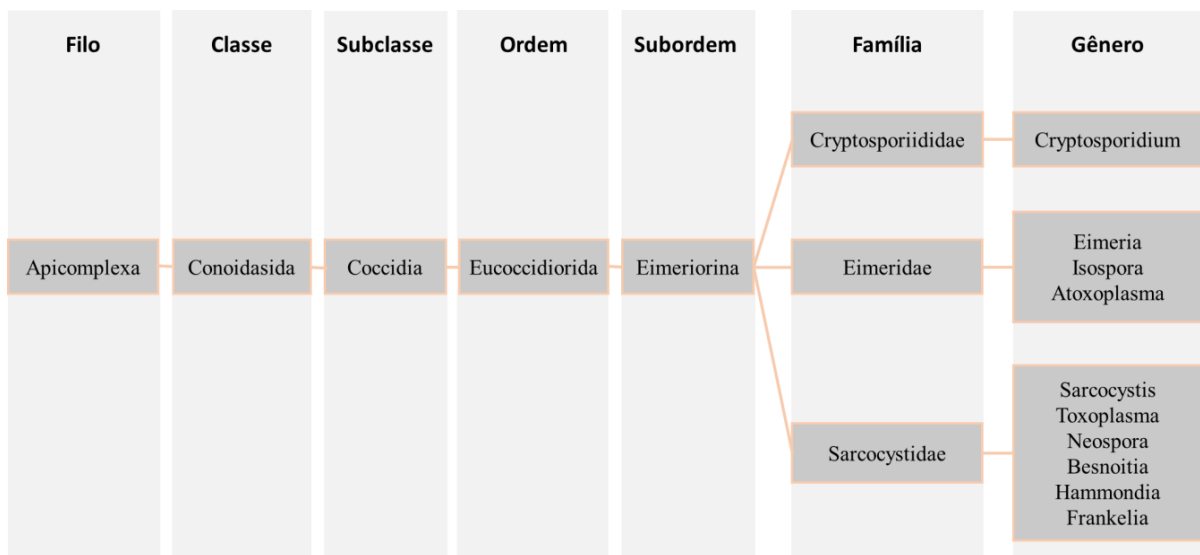 Filo
Classe
Subclasse
Ordem
Subordem
Família
Gênero
Apicomplexa
Conoidasida
Coccidia
Eucoccidiorida
Eimeriorina
Cryptosporiididae
Cryptosporidium
Eimeridae
Eimeria
Isospora
Atoxoplasma
Sarcocystidae
Sarcocystis
Toxoplasma
Neospora
Besnoitia
Hammondia
Frankelia